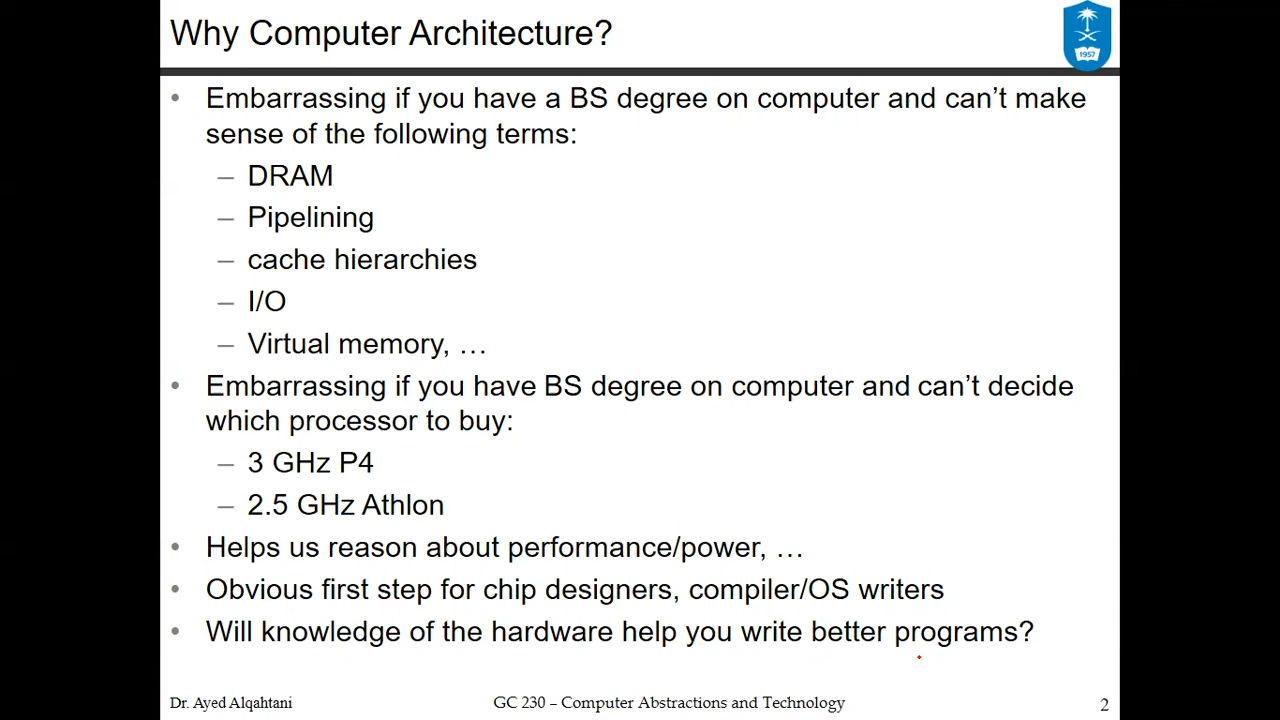 Why Computer Architecture?
1957
• Embarrassing if you have a BS degree on computer and can’t make
sense of the following terms:
– DRAM
– Pipelining
– cache hierarchies
– I/O
– Virtual memory, …
• Embarrassing if you have BS degree on computer and can’t decide
which processor to buy:
– 3 GHz P4
– 2.5 GHz Athlon
• Helps us reason about performance/power, …
• Obvious first step for chip designers, compiler/OS writers
• Will knowledge of the hardware help you write better programs?
Dr. Ayed Alqahtani
GC 230 – Computer Abstractions and Technology
2